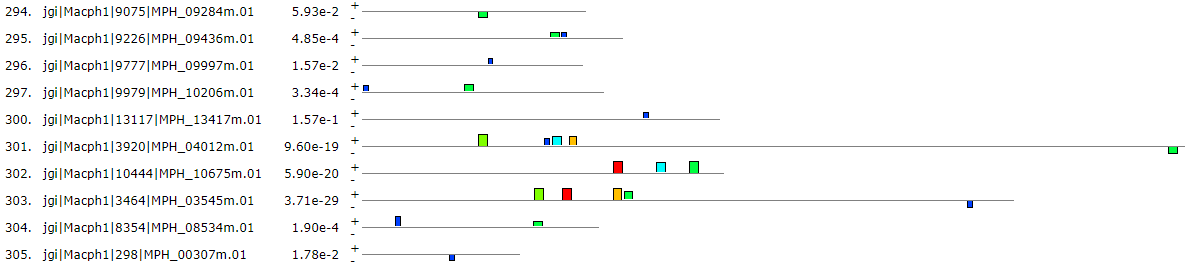 294. jgi|Macph1|9075|MPH_09284m.01 5.93e-2 + -
295. jgi|Macph1|9226|MPH_09436m.01 4.85e-4 + -
296. jgi|Macph1|9777|MPH_09997m.01 1.57e-2 + -
297. jgi|Macph1|9979|MPH_10206m.01 3.34e-4 + -
300. jgi|Macph1|13117|MPH_13417m.01 1.57e-1 + -
301. jgi|Macph1|3920|MPH_04012m.01 9.60e-19 + -
302. jgi|Macph1|10444|MPH_10675m.01 5.90e-20 + -
303. jgi|Macph1|3464|MPH_03545m.01 3.71e-29 + -
304. jgi|Macph1|8354|MPH_08534m.01 1.90e-4 + -
305. jgi|Macph1|298|MPH_00307m.01 1.78e-2 + -